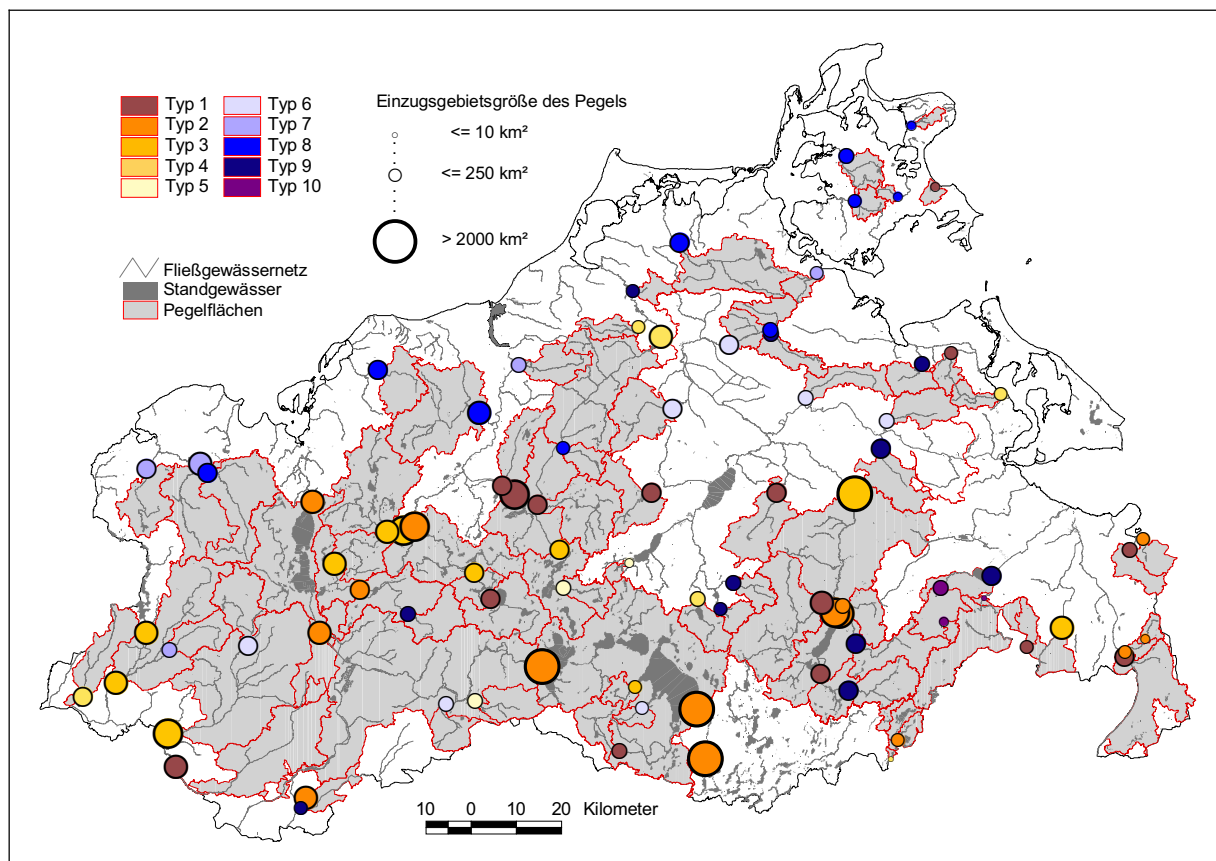 Typ 1
Typ 2
Typ 3
Typ 4
Typ 5
Typ 6
Typ 7
Typ 8
Typ 9
Typ 10
Einzugsgebietsgröße des Pegels
<= 10 km²
<= 250 km²
> 2000 km²
Fließgewässernetz
Standgewässer
Pegelflächen
10 0 10 20 Kilometer